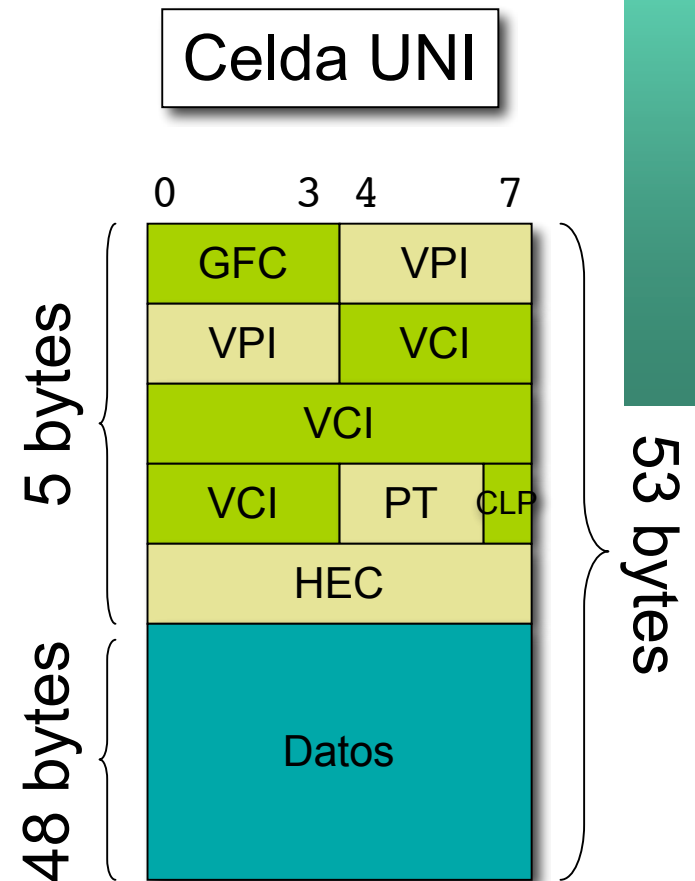 Celda UNI
0 3 4 7
GFC VPI
VPI VCI
VCI
VCI PT CLP
HEC
Datos
5 bytes
48 bytes
53 bytes